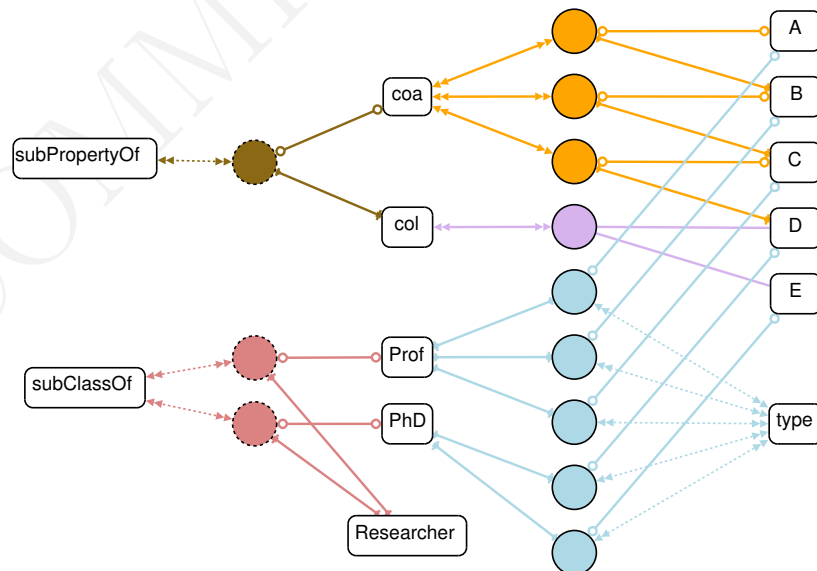 A
coa
B
subPropertyOf
C
col
D
E
Prof
subClassOf
PhD
type
Researcher